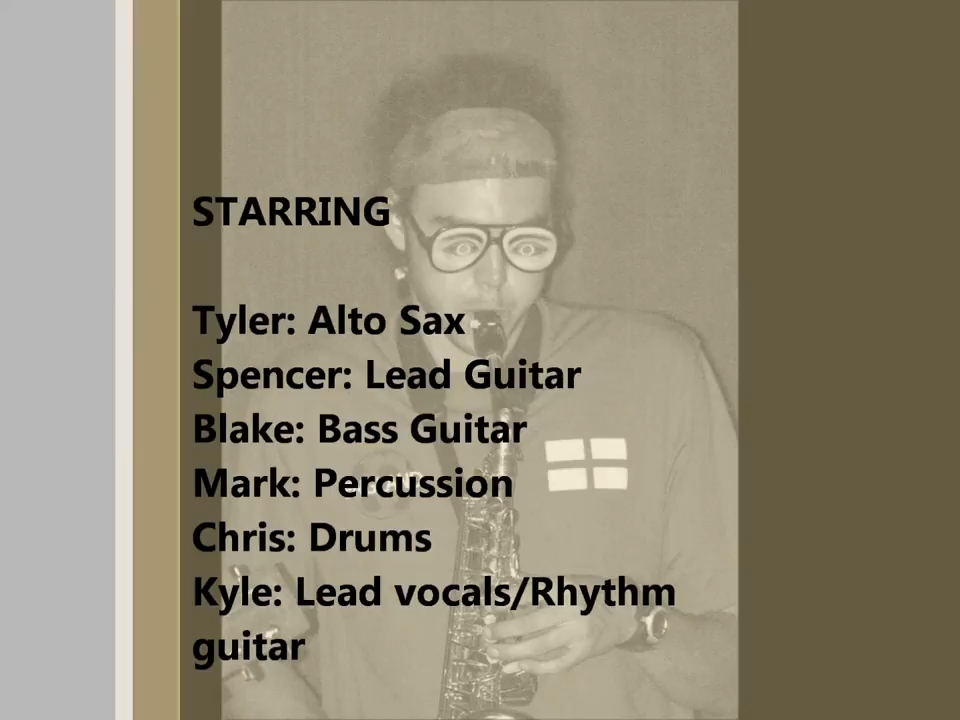 STARRING
Tyler: Alto Sax
Spencer: Lead Guitar
Blake: Bass Guitar
Mark: Percussion
Chris: Drums
Kyle: Lead vocals/Rhythm
guitar